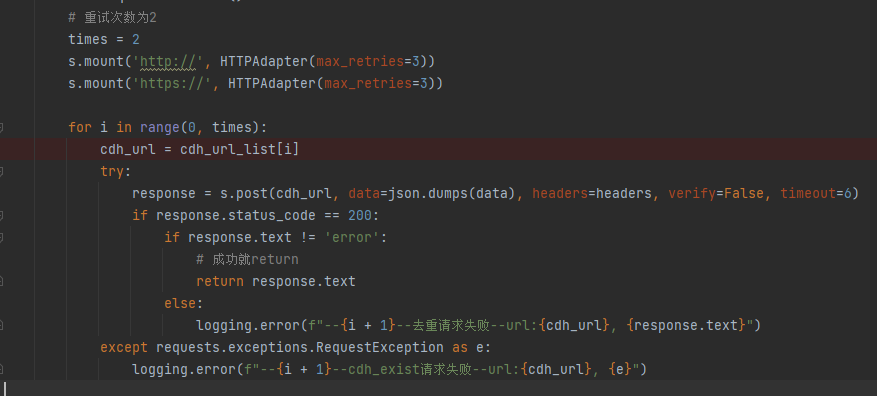 # 重试次数为2
times = 2
s.mount('http://', HTTPAdapter(max_retries=3))
s.mount('https://', HTTPAdapter(max_retries=3))
for i in range(0, times):
cdh_url = cdh_url_list[i]
try:
response = s.post(cdh_url, data=json.dumps(data), headers=headers, verify=False, timeout=6)
if response.status_code == 200:
if response.text != 'error':
# 成功就return
return response.text
else:
logging.error(f"--{i + 1}--去重请求失败--url:{cdh_url}, {response.text}")
except requests.exceptions.RequestException as e:
logging.error(f"--{i + 1}--cdh_exist请求失败--url:{cdh_url}, {e}")